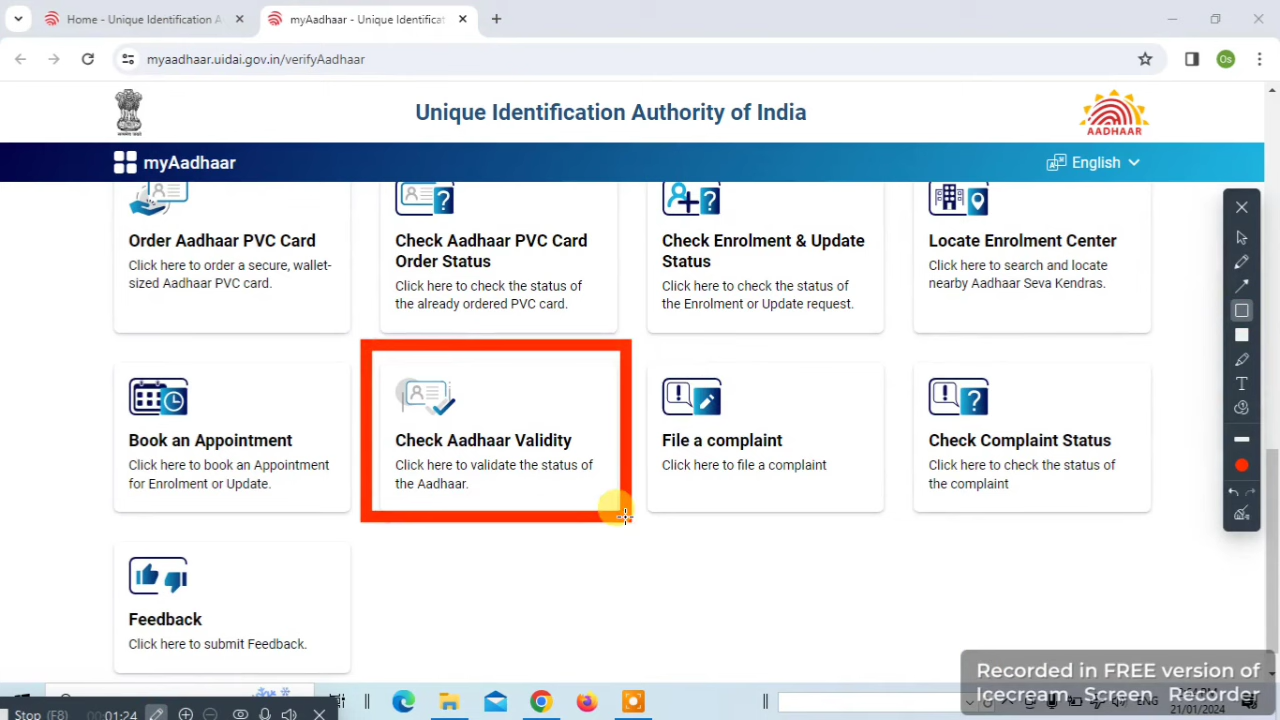 Home - Unique Identification A
myAadhaar - Unique Identificat
myaadhaar.uidai.gov.in/verifyAadhaar
Os
Unique Identification Authority of India
AADHAAR
myAadhaar
English
Order Aadhaar PVC Card
Click here to order a secure, wallet-
sized Aadhaar PVC card.
Check Aadhaar PVC Card
Order Status
Click here to check the status of
the already ordered PVC card.
Check Enrolment & Update
Status
Click here to check the status of
the Enrolment or Update request.
Locate Enrolment Center
Click here to search and locate
nearby Aadhaar Seva Kendras.
Book an Appointment
Click here to book an Appointment
for Enrolment or Update.
Check Aadhaar Validity
Click here to validate the status of
the Aadhaar.
File a complaint
Click here to file a complaint
Check Complaint Status
Click here to check the status of
the complaint
Feedback
Click here to submit Feedback.
Recorded in FREE version of
Icecream Screen Recorder
Stop (F8)
00:01:24
ENG
21/01/2024